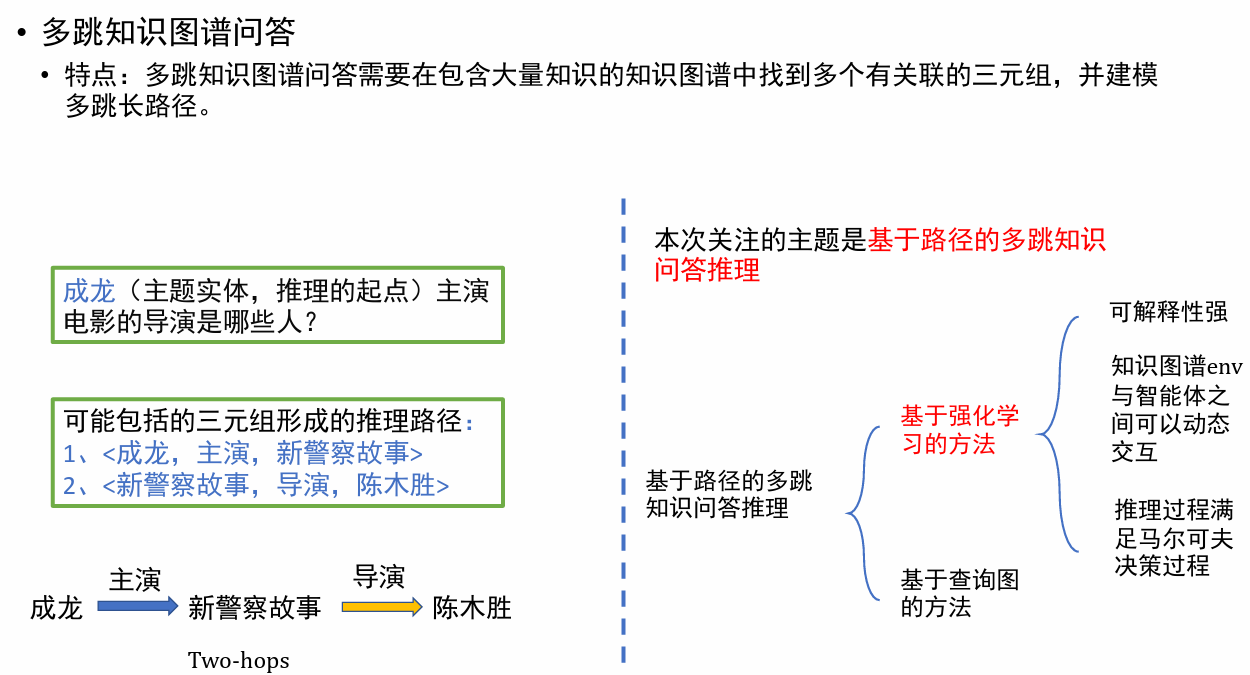 • 多跳知识图谱问答
• 特点：多跳知识图谱问答需要在包含大量知识的知识图谱中找到多个有关联的三元组，并建模
多跳长路径。
成龙（主题实体，推理的起点）主演
电影的导演是哪些人？
可能包括的三元组形成的推理路径：
1、<成龙，主演，新警察故事>
2、<新警察故事，导演，陈木胜>
主演
导演
成龙
新警察故事
陈木胜
Two-hops
本次关注的主题是基于路径的多跳知识
问答推理
基于路径的多跳
知识问答推理
基于强化学
习的方法
基于查询图
的方法
可解释性强
知识图谱env
与智能体之
间可以动态
交互
推理过程满
足马尔可夫
决策过程